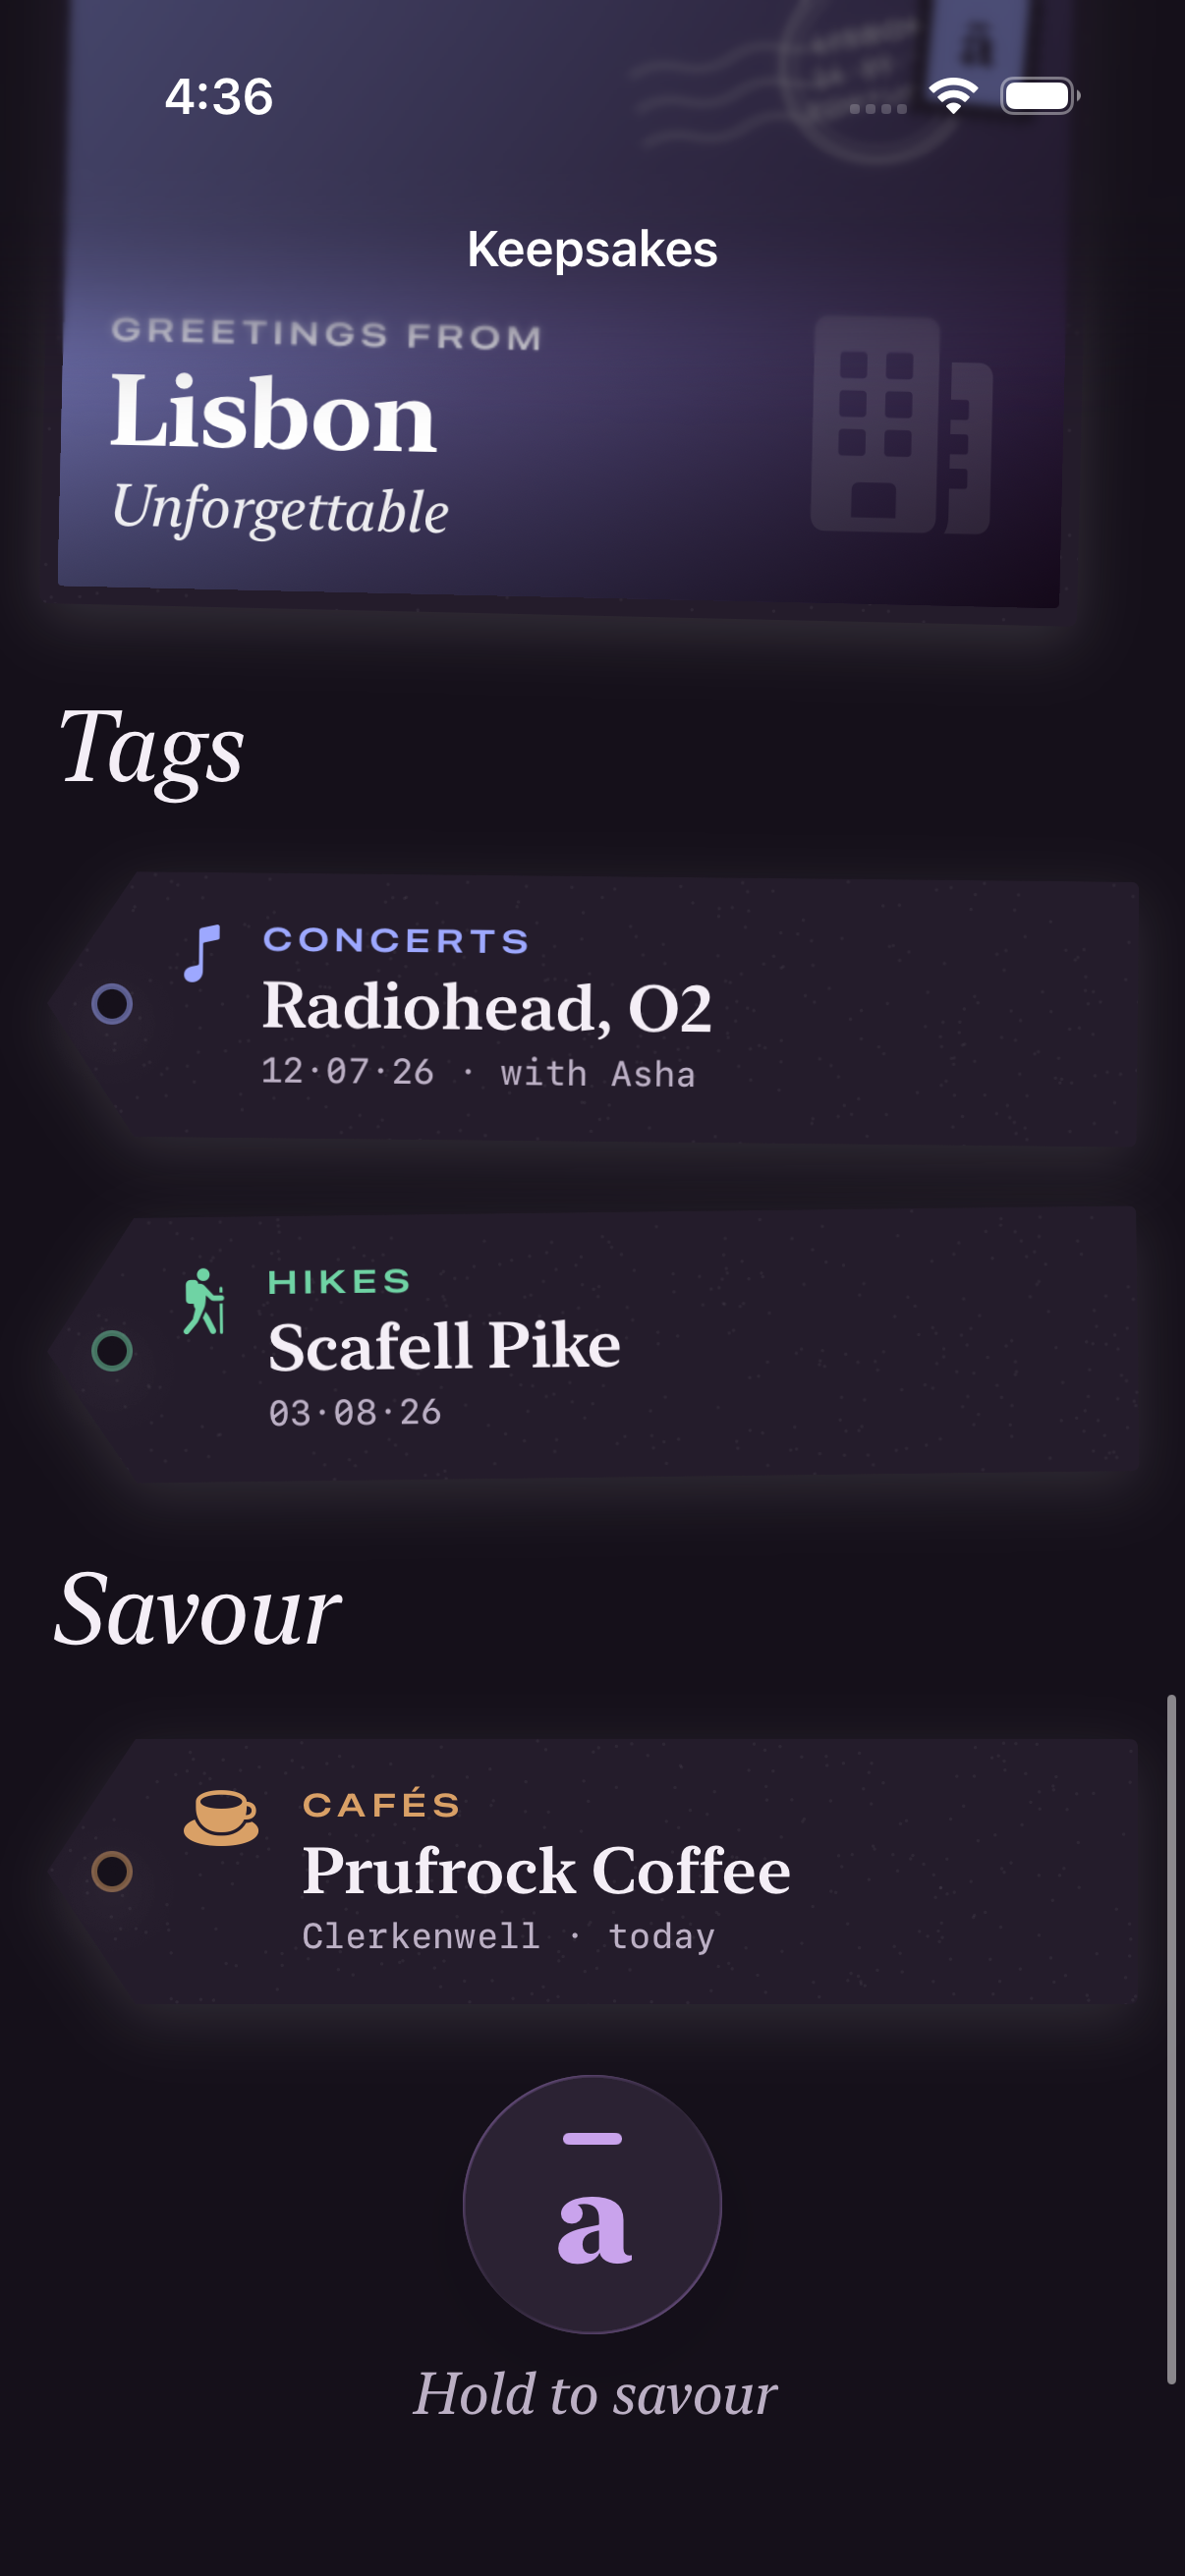 4:36
Keepsakes
GREETINGS FROM
Lisbon
Unforgettable
Tags
CONCERTS
Radiohead, O2
12·07·26 · with Asha
HIKES
Scafell Pike
03·08·26
Savour
CAFÉS
Prufrock Coffee
Clerkenwell · today
ā
Hold to savour